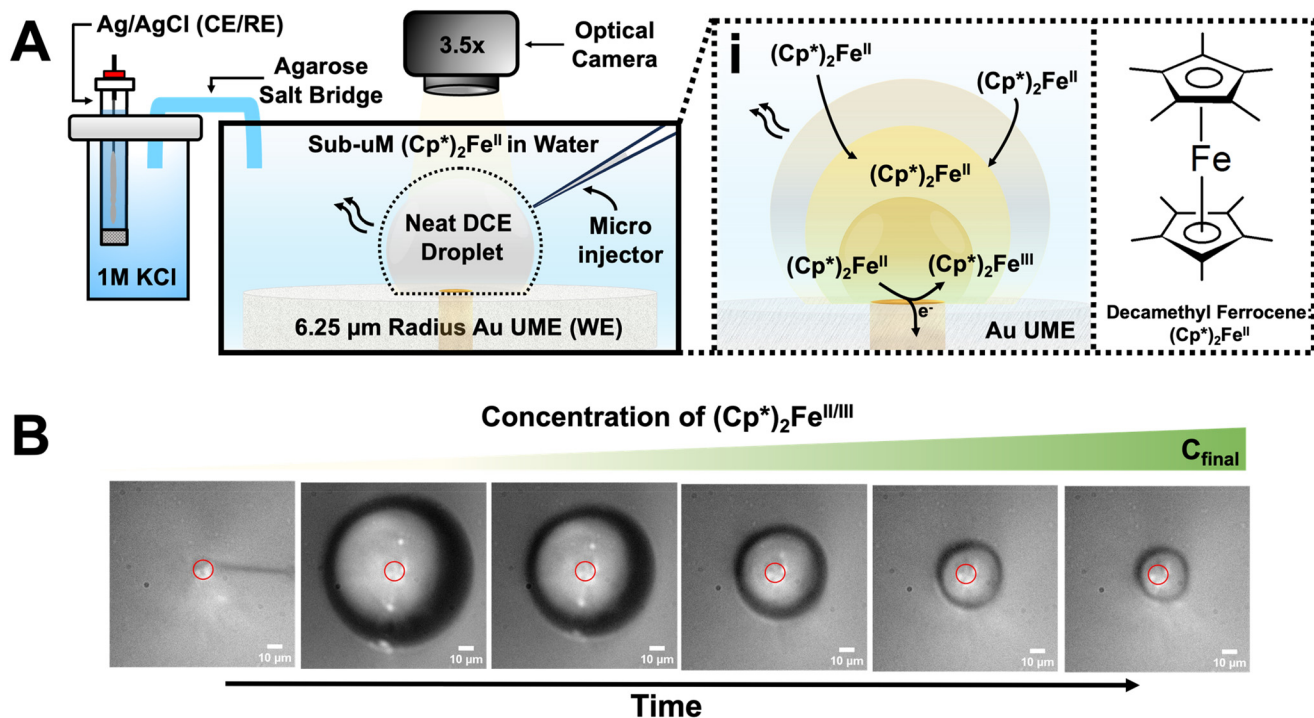 A
Ag/AgCl (CE/RE)
Agarose
Salt Bridge
3.5x
Optical
Camera
1M KCl
Sub-uM (Cp*)₂Feᴵᴵ in Water
Neat DCE
Droplet
Micro
injector
6.25 µm Radius Au UME (WE)
i
(Cp*)₂Feᴵᴵ
(Cp*)₂Feᴵᴵ
(Cp*)₂Feᴵᴵ
(Cp*)₂Feᴵᴵ
(Cp*)₂Feᴵᴵᴵ
e⁻
Au UME
Fe
Decamethyl Ferrocene:
(Cp*)₂Feᴵᴵ
B
Concentration of (Cp*)₂Feᴵᴵ/ᴵᴵᴵ
C_final
10 µm
10 µm
10 µm
10 µm
10 µm
10 µm
Time